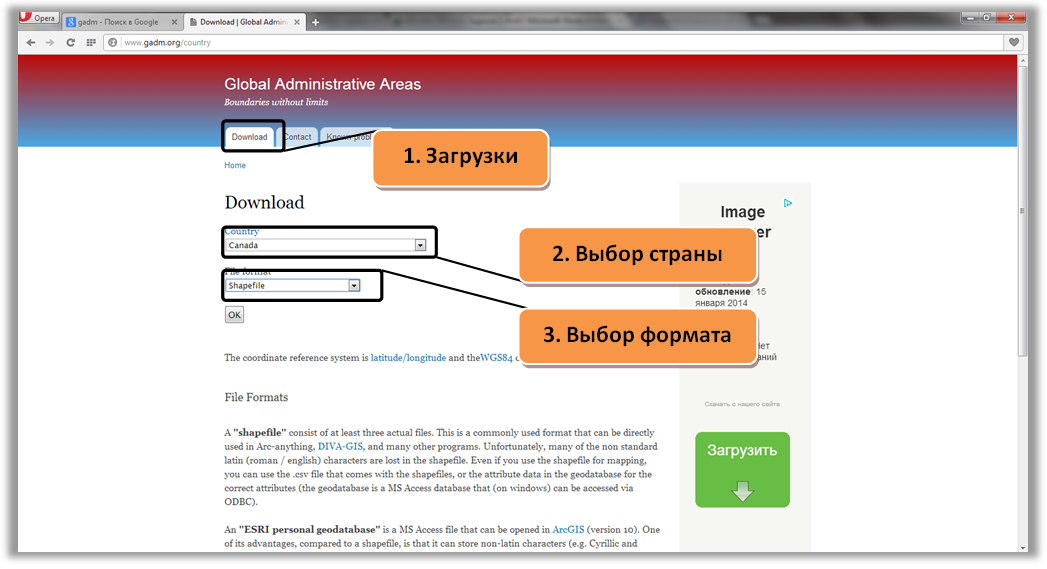 Opera
gadm - Поиск в Google
Download | Global Admini
www.gadm.org/country
Global Administrative Areas
Boundaries without limits
Download
Contact
Known
1. Загрузки
Home
Download
Image
Country
Canada
2. Выбор страны
File format
Shapefile
обновление: 15
января 2014
OK
3. Выбор формата
The coordinate reference system is latitude/longitude and the WGS84
Скачать с нашего сайта
File Formats
A "shapefile" consist of at least three actual files. This is a commonly used format that can be directly
used in Arc-anything, DIVA-GIS, and many other programs. Unfortunately, many of the non standard
latin (roman / english) characters are lost in the shapefile. Even if you use the shapefile for mapping,
you can use the .csv file that comes with the shapefiles, or the attribute data in the geodatabase for the
correct attributes (the geodatabase is a MS Access database that (on windows) can be accessed via
ODBC).
Загрузить
An "ESRI personal geodatabase" is a MS Access file that can be opened in ArcGIS (version 10). One
of its advantages, compared to a shapefile, is that it can store non-latin characters (e.g. Cyrillic and